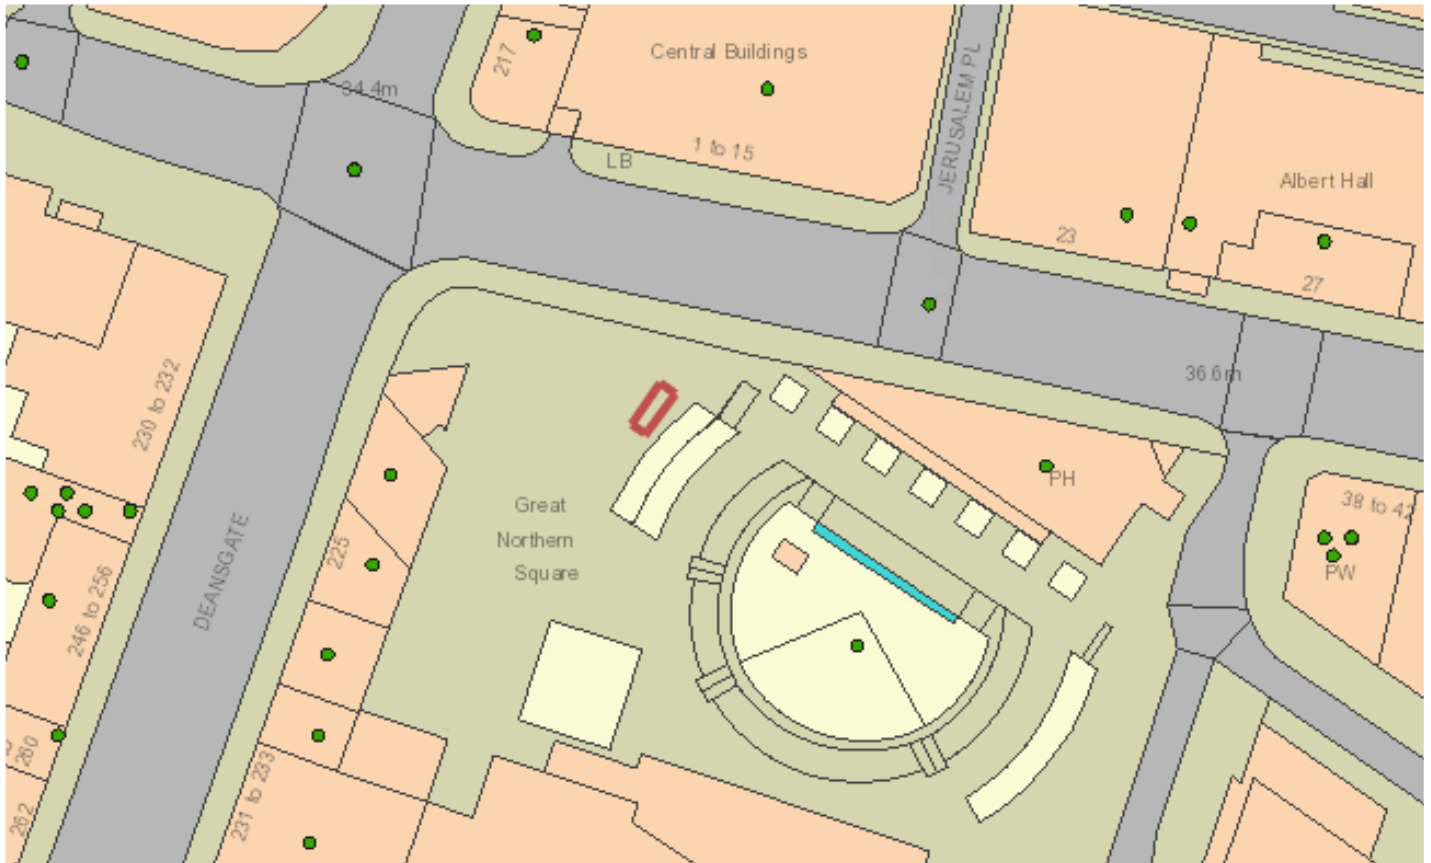 217
Central Buildings
34.4m
1 to 15
LB
JERUSALEM PL
Albert Hall
23
27
36.6m
230 to 232
PH
38 to 42
PW
Great
Northern
Square
225
DEANSGATE
246 to 256
260
231 to 233
262